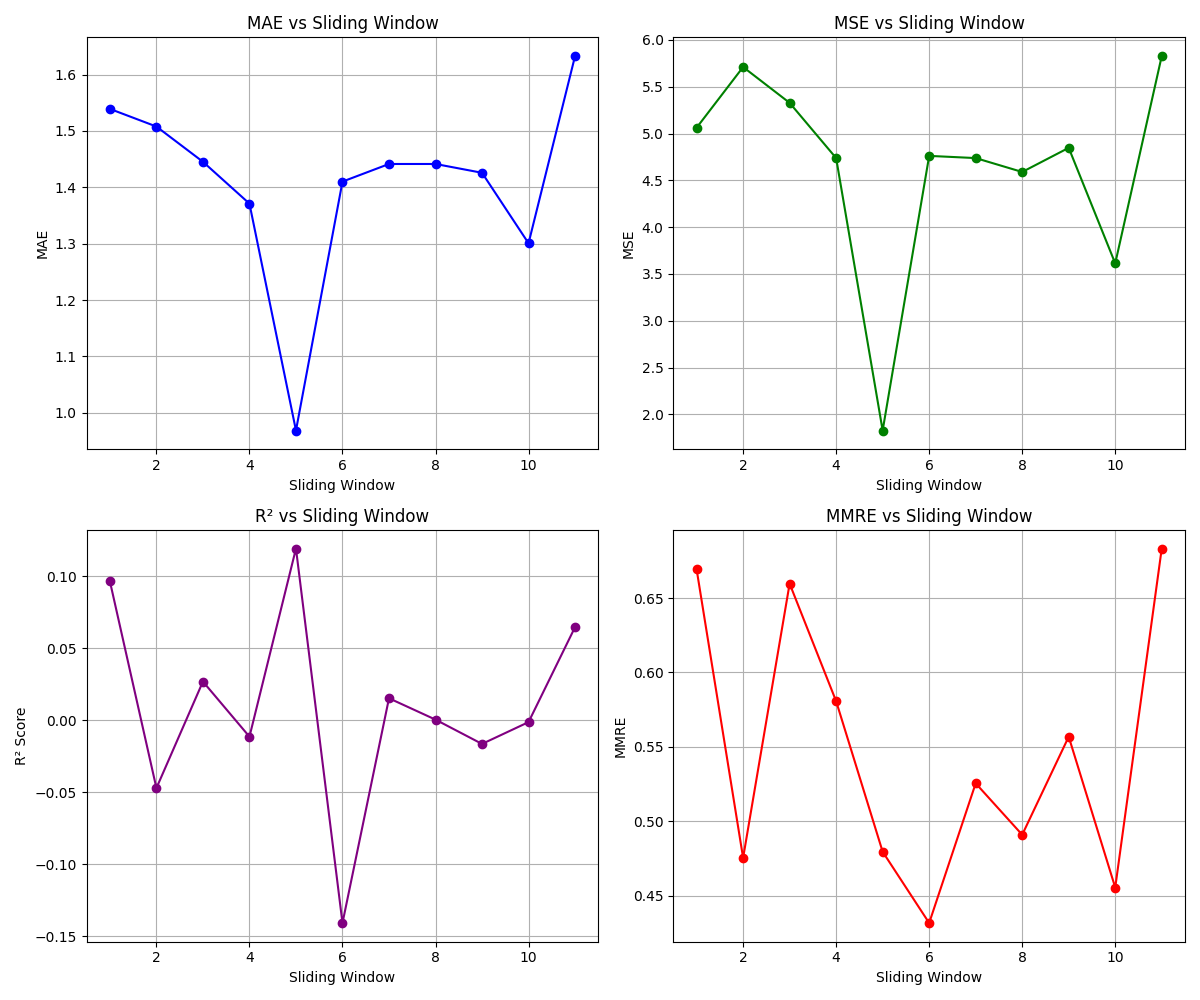 MAE vs Sliding Window
MAE
1.6
1.5
1.4
1.3
1.2
1.1
1.0
2 4 6 8 10
Sliding Window
MSE vs Sliding Window
MSE
6.0
5.5
5.0
4.5
4.0
3.5
3.0
2.5
2.0
2 4 6 8 10
Sliding Window
R² vs Sliding Window
R² Score
0.10
0.05
0.00
−0.05
−0.10
−0.15
2 4 6 8 10
Sliding Window
MMRE vs Sliding Window
MMRE
0.65
0.60
0.55
0.50
0.45
2 4 6 8 10
Sliding Window